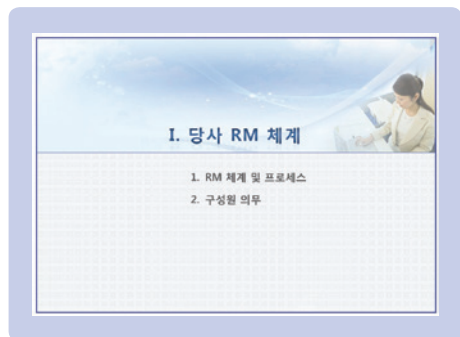 I. 당사 RM 체계
1. RM 체계 및 프로세스
2. 구성원 의무